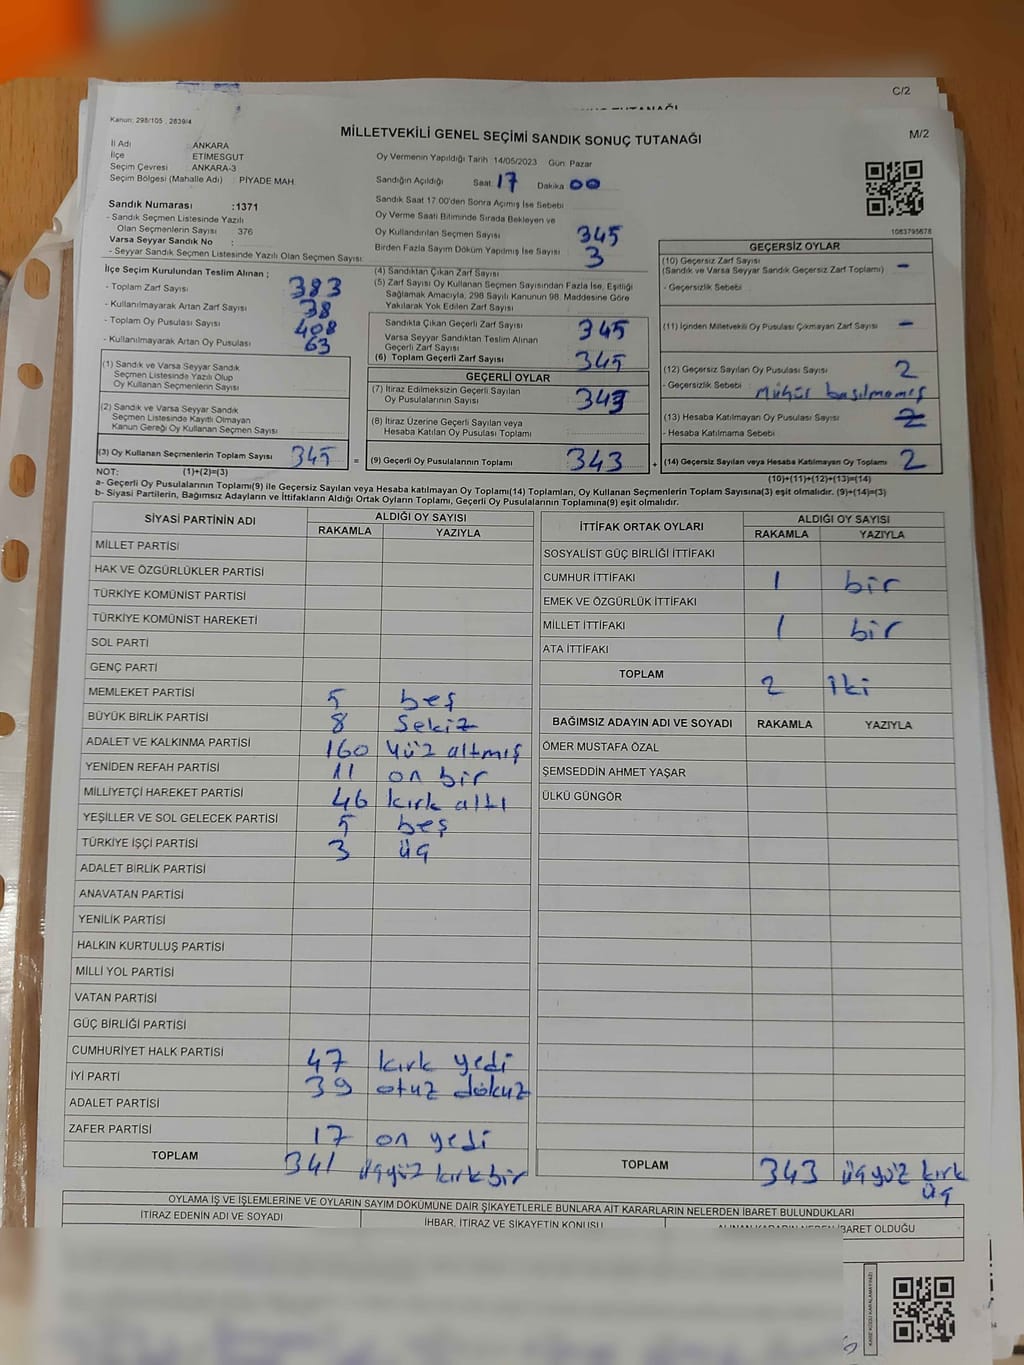 C/2
Kanun: 298/105 , 2839/4
MİLLETVEKİLİ GENEL SEÇİMİ SANDIK SONUÇ TUTANAĞI
M/2
İl Adı : ANKARA
İlçe : ETİMESGUT
Seçim Çevresi : ANKARA-3
Seçim Bölgesi (Mahalle Adı) : PİYADE MAH
Oy Vermenin Yapıldığı Tarih 14/05/2023 Gün: Pazar
Sandığın Açıldığı Saat: 17 Dakika 00
Sandık Saat 17:00'den Sonra Açımış İse Sebebi
Oy Verme Saati Bitiminde Sırada Bekleyen ve
Oy Kullandırılan Seçmen Sayısı 345
Birden Fazla Sayım Döküm Yapılmış İse Sayısı 3
1063795678
Sandık Numarası :1371
- Sandık Seçmen Listesinde Yazılı
Olan Seçmenlerin Sayısı : 376
Varsa Seyyar Sandık No :
- Seyyar Sandık Seçmen Listesinde Yazılı Olan Seçmen Sayısı:
İlçe Seçim Kurulundan Teslim Alınan ;
- Toplam Zarf Sayısı 383
- Kullanılmayarak Artan Zarf Sayısı 38
- Toplam Oy Pusulası Sayısı 408
- Kullanılmayarak Artan Oy Pusulası 63
(1) Sandık ve Varsa Seyyar Sandık
Seçmen Listesinde Yazılı Olup
Oy Kullanan Seçmenlerin Sayısı
(2) Sandık ve Varsa Seyyar Sandık
Seçmen Listesinde Kayıtlı Olmayan
Kanun Gereği Oy Kullanan Seçmen Sayısı
(3) Oy Kullanan Seçmenlerin Toplam Sayısı 345
(4) Sandıktan Çıkan Zarf Sayısı
(5) Zarf Sayısı Oy Kullanan Seçmen Sayısından Fazla İse, Eşitliği
Sağlamak Amacıyla, 298 Sayılı Kanunun 98. Maddesine Göre
Yakılarak Yok Edilen Zarf Sayısı
Sandıkta Çıkan Geçerli Zarf Sayısı 345
Varsa Seyyar Sandıktan Teslim Alınan
Geçerli Zarf Sayısı
(6) Toplam Geçerli Zarf Sayısı 345
GEÇERLİ OYLAR
(7) İtiraz Edilmeksizin Geçerli Sayılan
Oy Pusulalarının Sayısı 343
(8) İtiraz Üzerine Geçerli Sayılan veya
Hesaba Katılan Oy Pusulası Toplamı
= (9) Geçerli Oy Pusulalarının Toplamı 343
GEÇERSİZ OYLAR
(10) Geçersiz Zarf Sayısı
(Sandık ve Varsa Seyyar Sandık Geçersiz Zarf Toplamı) -
- Geçersizlik Sebebi
(11) İçinden Milletvekili Oy Pusulası Çıkmayan Zarf Sayısı -
(12) Geçersiz Sayılan Oy Pusulası Sayısı 2
- Geçersizlik Sebebi : mühür basılmamış
(13) Hesaba Katılmayan Oy Pusulası Sayısı 2
- Hesaba Katılmama Sebebi
+ (14) Geçersiz Sayılan veya Hesaba Katılmayan Oy Toplamı 2
NOT: (1)+(2)=(3)
(10)+(11)+(12)+(13)=(14)
a- Geçerli Oy Pusulalarının Toplamı(9) ile Geçersiz Sayılan veya Hesaba katılmayan Oy Toplamı(14) Toplamları, Oy Kullanan Seçmenlerin Toplam Sayısına(3) eşit olmalıdır. (9)+(14)=(3)
b- Siyasi Partilerin, Bağımsız Adayların ve İttifakların Aldığı Ortak Oyların Toplamı, Geçerli Oy Pusulalarının Toplamına(9) eşit olmalıdır.
SİYASİ PARTİNİN ADI
ALDIĞI OY SAYISI
RAKAMLA YAZIYLA
MİLLET PARTİSİ
HAK VE ÖZGÜRLÜKLER PARTİSİ
TÜRKİYE KOMÜNİST PARTİSİ
TÜRKİYE KOMÜNİST HAREKETİ
SOL PARTİ
GENÇ PARTİ
MEMLEKET PARTİSİ 5 beş
BÜYÜK BİRLİK PARTİSİ 8 sekiz
ADALET VE KALKINMA PARTİSİ 160 yüz altmış
YENİDEN REFAH PARTİSİ 11 on bir
MİLLİYETÇİ HAREKET PARTİSİ 46 kırk altı
YEŞİLLER VE SOL GELECEK PARTİSİ 5 beş
TÜRKİYE İŞÇİ PARTİSİ 3 üç
ADALET BİRLİK PARTİSİ
ANAVATAN PARTİSİ
YENİLİK PARTİSİ
HALKIN KURTULUŞ PARTİSİ
MİLLİ YOL PARTİSİ
VATAN PARTİSİ
GÜÇ BİRLİĞİ PARTİSİ
CUMHURİYET HALK PARTİSİ 47 kırk yedi
İYİ PARTİ 39 otuz dokuz
ADALET PARTİSİ
ZAFER PARTİSİ 17 on yedi
TOPLAM 341 üçyüz kırkbir
İTTİFAK ORTAK OYLARI
ALDIĞI OY SAYISI
RAKAMLA YAZIYLA
SOSYALİST GÜÇ BİRLİĞİ İTTİFAKI
CUMHUR İTTİFAKI 1 bir
EMEK VE ÖZGÜRLÜK İTTİFAKI
MİLLET İTTİFAKI 1 bir
ATA İTTİFAKI
TOPLAM 2 iki
BAĞIMSIZ ADAYIN ADI VE SOYADI RAKAMLA YAZIYLA
ÖMER MUSTAFA ÖZAL
ŞEMSEDDİN AHMET YAŞAR
ÜLKÜ GÜNGÖR
TOPLAM 343 üçyüz kırk
üç
OYLAMA İŞ VE İŞLEMLERİNE VE OYLARIN SAYIM DÖKÜMÜNE DAİR ŞİKAYETLERLE BUNLARA AİT KARARLARIN NELERDEN İBARET BULUNDUKLARI
İTİRAZ EDENİN ADI VE SOYADI
İHBAR, İTİRAZ VE ŞİKAYETİN KONUSU
ALINAN KARARIN NEDEN İBARET OLDUĞU